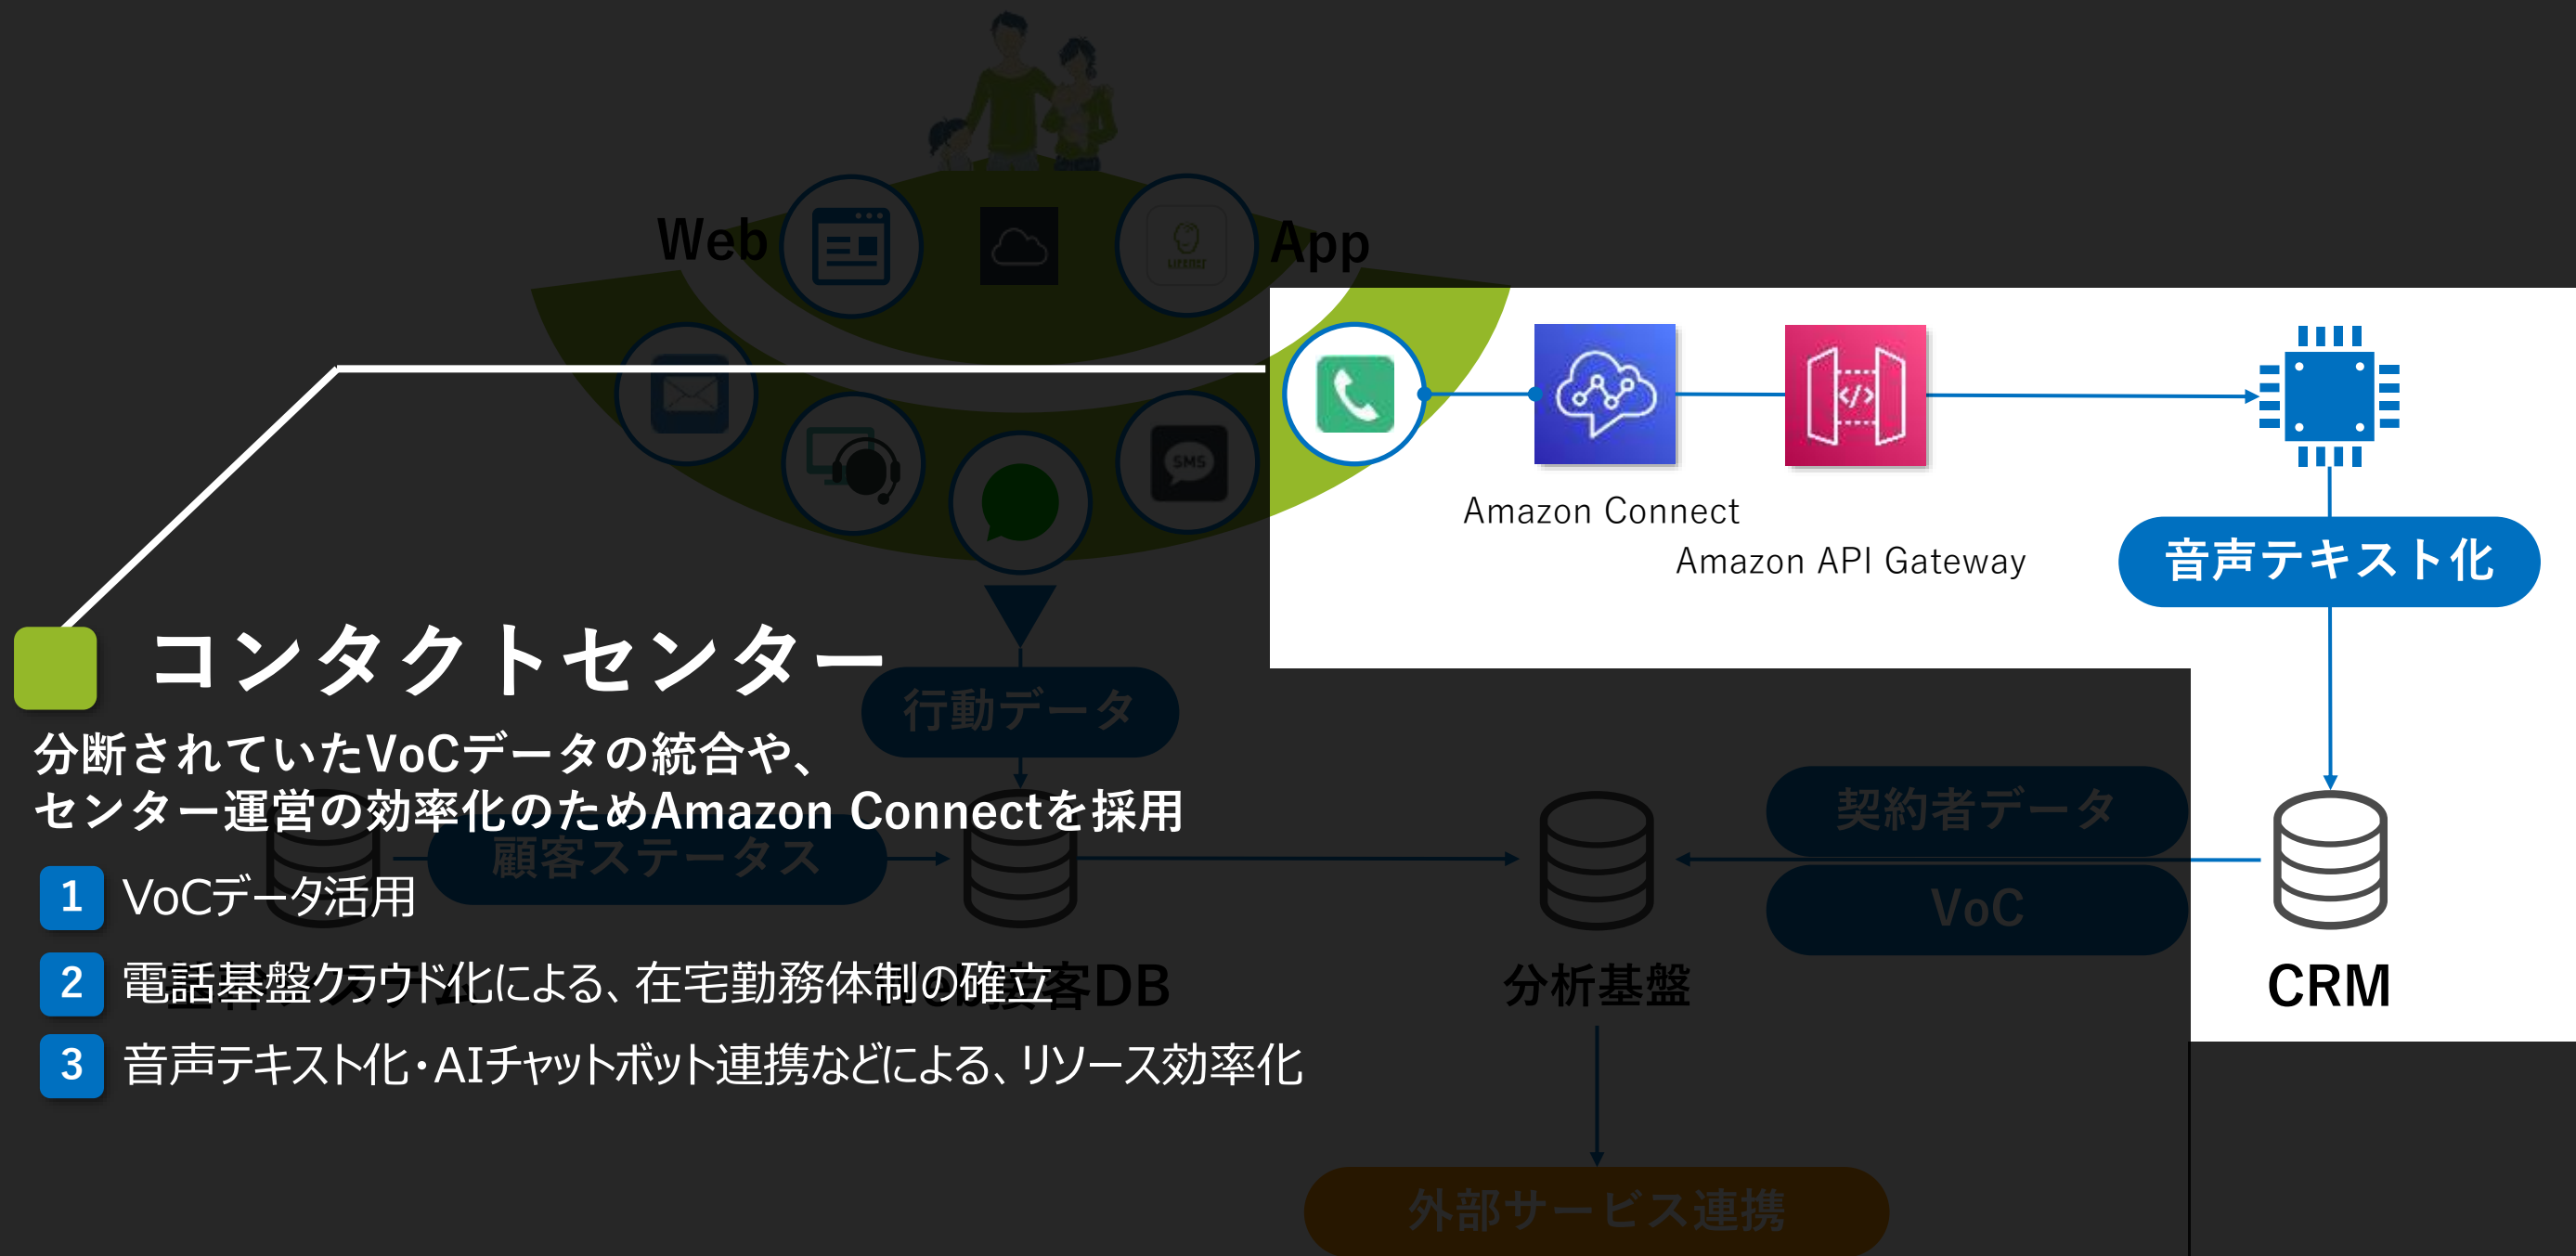 Web
App
SMS
Amazon Connect
Amazon API Gateway
音声テキスト化
コンタクトセンター
行動データ
分断されていたVoCデータの統合や、
センター運営の効率化のためAmazon Connectを採用
契約者データ
顧客ステータス
VoC
1 VoCデータ活用
2 電話基盤クラウド化による、在宅勤務体制の確立
Web接客DB
分析基盤
CRM
3 音声テキスト化・AIチャットボット連携などによる、リソース効率化
外部サービス連携